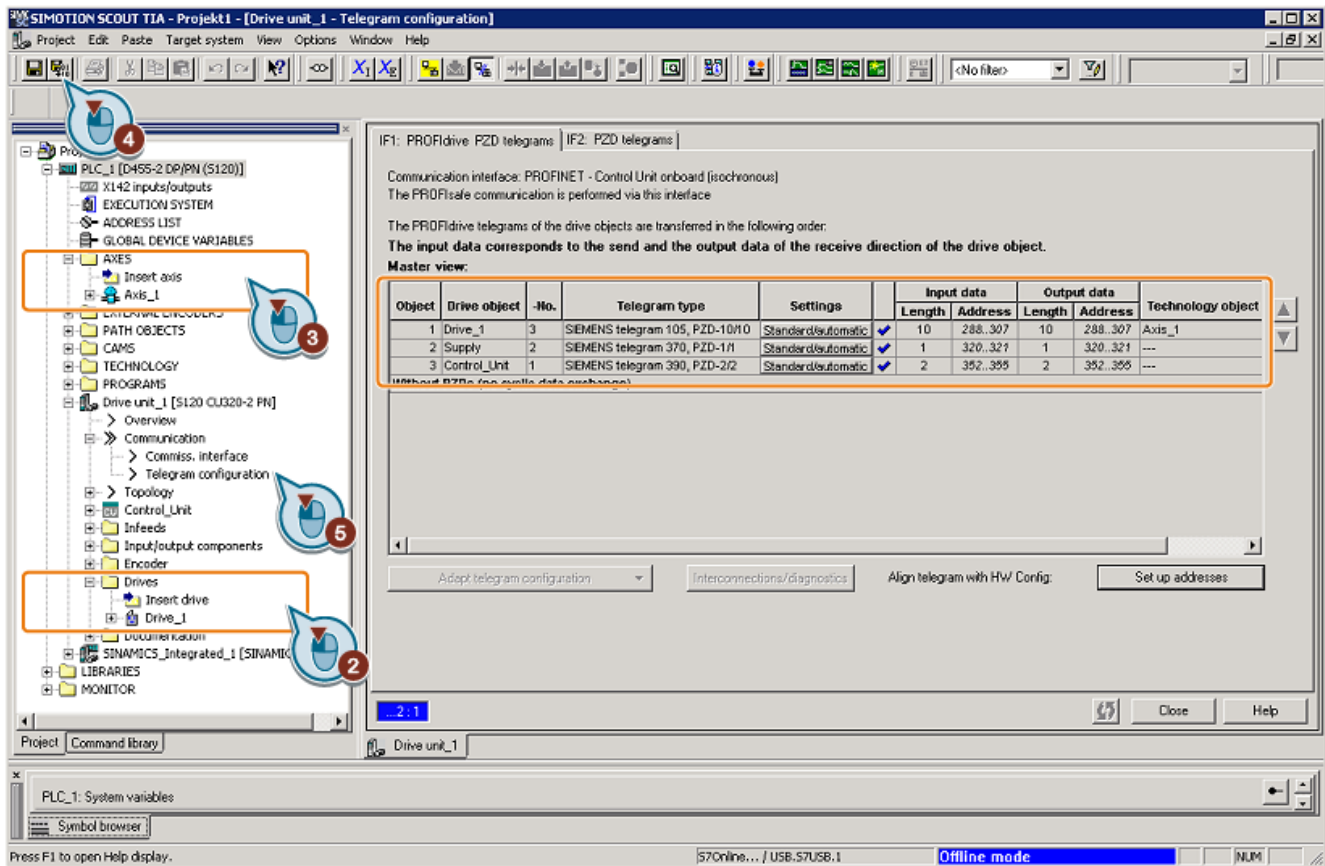 SIMOTION SCOUT TIA - Projekt1 - [Drive unit_1 - Telegram configuration]
Project Edit Paste Target system View Options Window Help
<No filter>
4
PLC_1 [D455-2 DP/PN (S120)]
X142 inputs/outputs
EXECUTION SYSTEM
ADDRESS LIST
GLOBAL DEVICE VARIABLES
AXES
Insert axis
Axis_1
EXTERNAL ENCODERS
PATH OBJECTS
3
CAMS
TECHNOLOGY
PROGRAMS
Drive unit_1 [S120 CU320-2 PN]
Overview
Communication
Commiss. interface
Telegram configuration
Topology
Control_Unit
5
Infeeds
Input/output components
Encoder
Drives
Insert drive
Drive_1
Documentation
SINAMICS_Integrated_1 [SINAMIC
2
LIBRARIES
MONITOR
Project Command library
IF1: PROFIdrive PZD telegrams IF2: PZD telegrams
Communication interface: PROFINET - Control Unit onboard (isochronous)
The PROFIsafe communication is performed via this interface
The PROFIdrive telegrams of the drive objects are transferred in the following order:
The input data corresponds to the send and the output data of the receive direction of the drive object.
Master view:
Object Drive object -No. Telegram type Settings Input data Output data Technology object
Length Address Length Address
1 Drive_1 3 SIEMENS telegram 105, PZD-10/10 Standard/automatic 10 288..307 10 288..307 Axis_1
2 Supply 2 SIEMENS telegram 370, PZD-1/1 Standard/automatic 1 320..321 1 320..321 ---
3 Control_Unit 1 SIEMENS telegram 390, PZD-2/2 Standard/automatic 2 352..355 2 352..355 ---
Without PZDs (no cyclic data exchange)
Adapt telegram configuration Interconnections/diagnostics Align telegram with HW Config: Set up addresses
...2 : 1 Close Help
Drive unit_1
PLC_1: System variables
Symbol browser
Press F1 to open Help display. S7Online... / USB.S7USB.1 Offline mode NUM